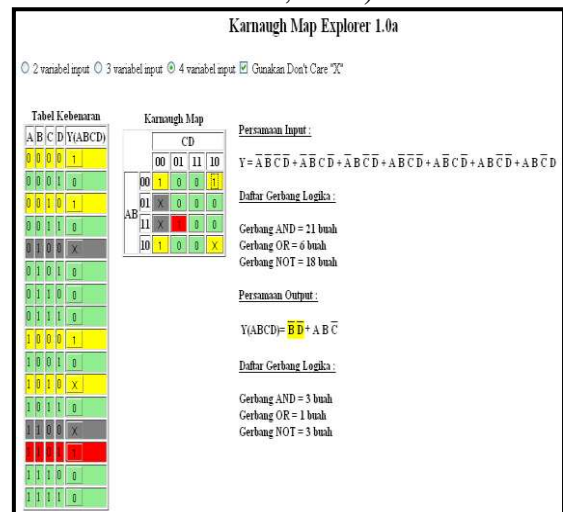 Karnaugh Map Explorer 1.0a
2 variabel input 3 variabel input 4 variabel input Gunakan Don't Care "X"
Tabel Kebenaran
A B C D Y(ABCD)
0 0 0 0 1
0 0 0 1 0
0 0 1 0 1
0 0 1 1 0
0 1 0 0 X
0 1 0 1 0
0 1 1 0 0
0 1 1 1 0
1 0 0 0 1
1 0 0 1 0
1 0 1 0 X
1 0 1 1 0
1 1 0 0 X
1 1 0 1 1
1 1 1 0 0
1 1 1 1 0
Karnaugh Map
CD
00 01 11 10
AB
00 1 0 0 1
01 X 0 0 0
11 X 1 0 0
10 1 0 0 X
Persamaan Input :
Y = A̅ B̅ C̅ D̅ + A̅ B̅ C D̅ + A̅ B C̅ D̅ + A B̅ C̅ D̅ + A B̅ C D̅ + A B C̅ D̅ + A B C̅ D
Daftar Gerbang Logika :
Gerbang AND = 21 buah
Gerbang OR = 6 buah
Gerbang NOT = 18 buah
Persamaan Output :
Y(ABCD)= B̅ D̅ + A B C̅
Daftar Gerbang Logika :
Gerbang AND = 3 buah
Gerbang OR = 1 buah
Gerbang NOT = 3 buah